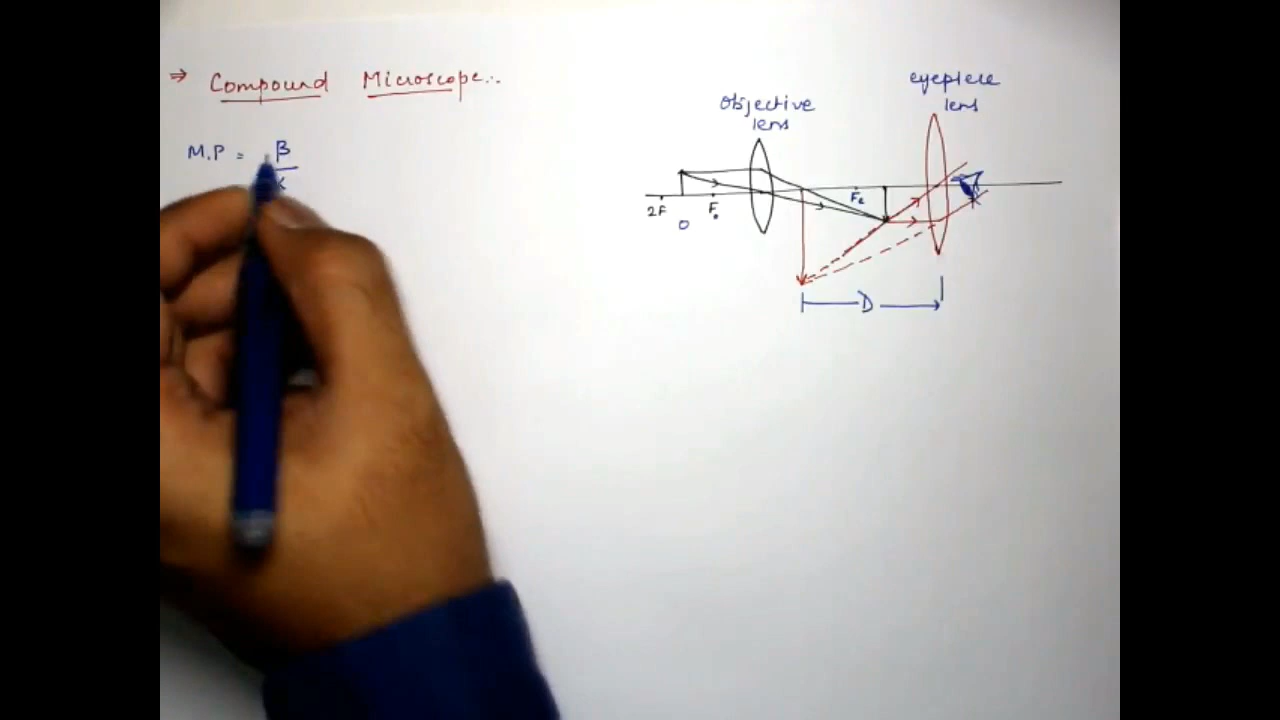 ⇒ Compound Microscope :.
M.P = β
objective
lens
eyepiece
lens
2F
F₀
O
Fₑ
D